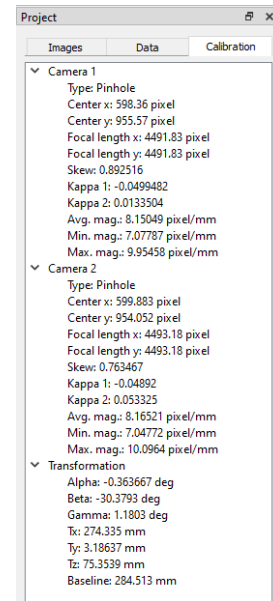 Project
Images Data Calibration
Camera 1
Type: Pinhole
Center x: 598.36 pixel
Center y: 955.57 pixel
Focal length x: 4491.83 pixel
Focal length y: 4491.83 pixel
Skew: 0.892516
Kappa 1: -0.0499482
Kappa 2: 0.0133504
Avg. mag.: 8.15049 pixel/mm
Min. mag.: 7.07787 pixel/mm
Max. mag.: 9.95458 pixel/mm
Camera 2
Type: Pinhole
Center x: 599.883 pixel
Center y: 954.052 pixel
Focal length x: 4493.18 pixel
Focal length y: 4493.18 pixel
Skew: 0.763467
Kappa 1: -0.04892
Kappa 2: 0.053325
Avg. mag.: 8.16521 pixel/mm
Min. mag.: 7.04772 pixel/mm
Max. mag.: 10.0964 pixel/mm
Transformation
Alpha: -0.363667 deg
Beta: -30.3793 deg
Gamma: 1.1803 deg
Tx: 274.335 mm
Ty: 3.18637 mm
Tz: 75.3539 mm
Baseline: 284.513 mm